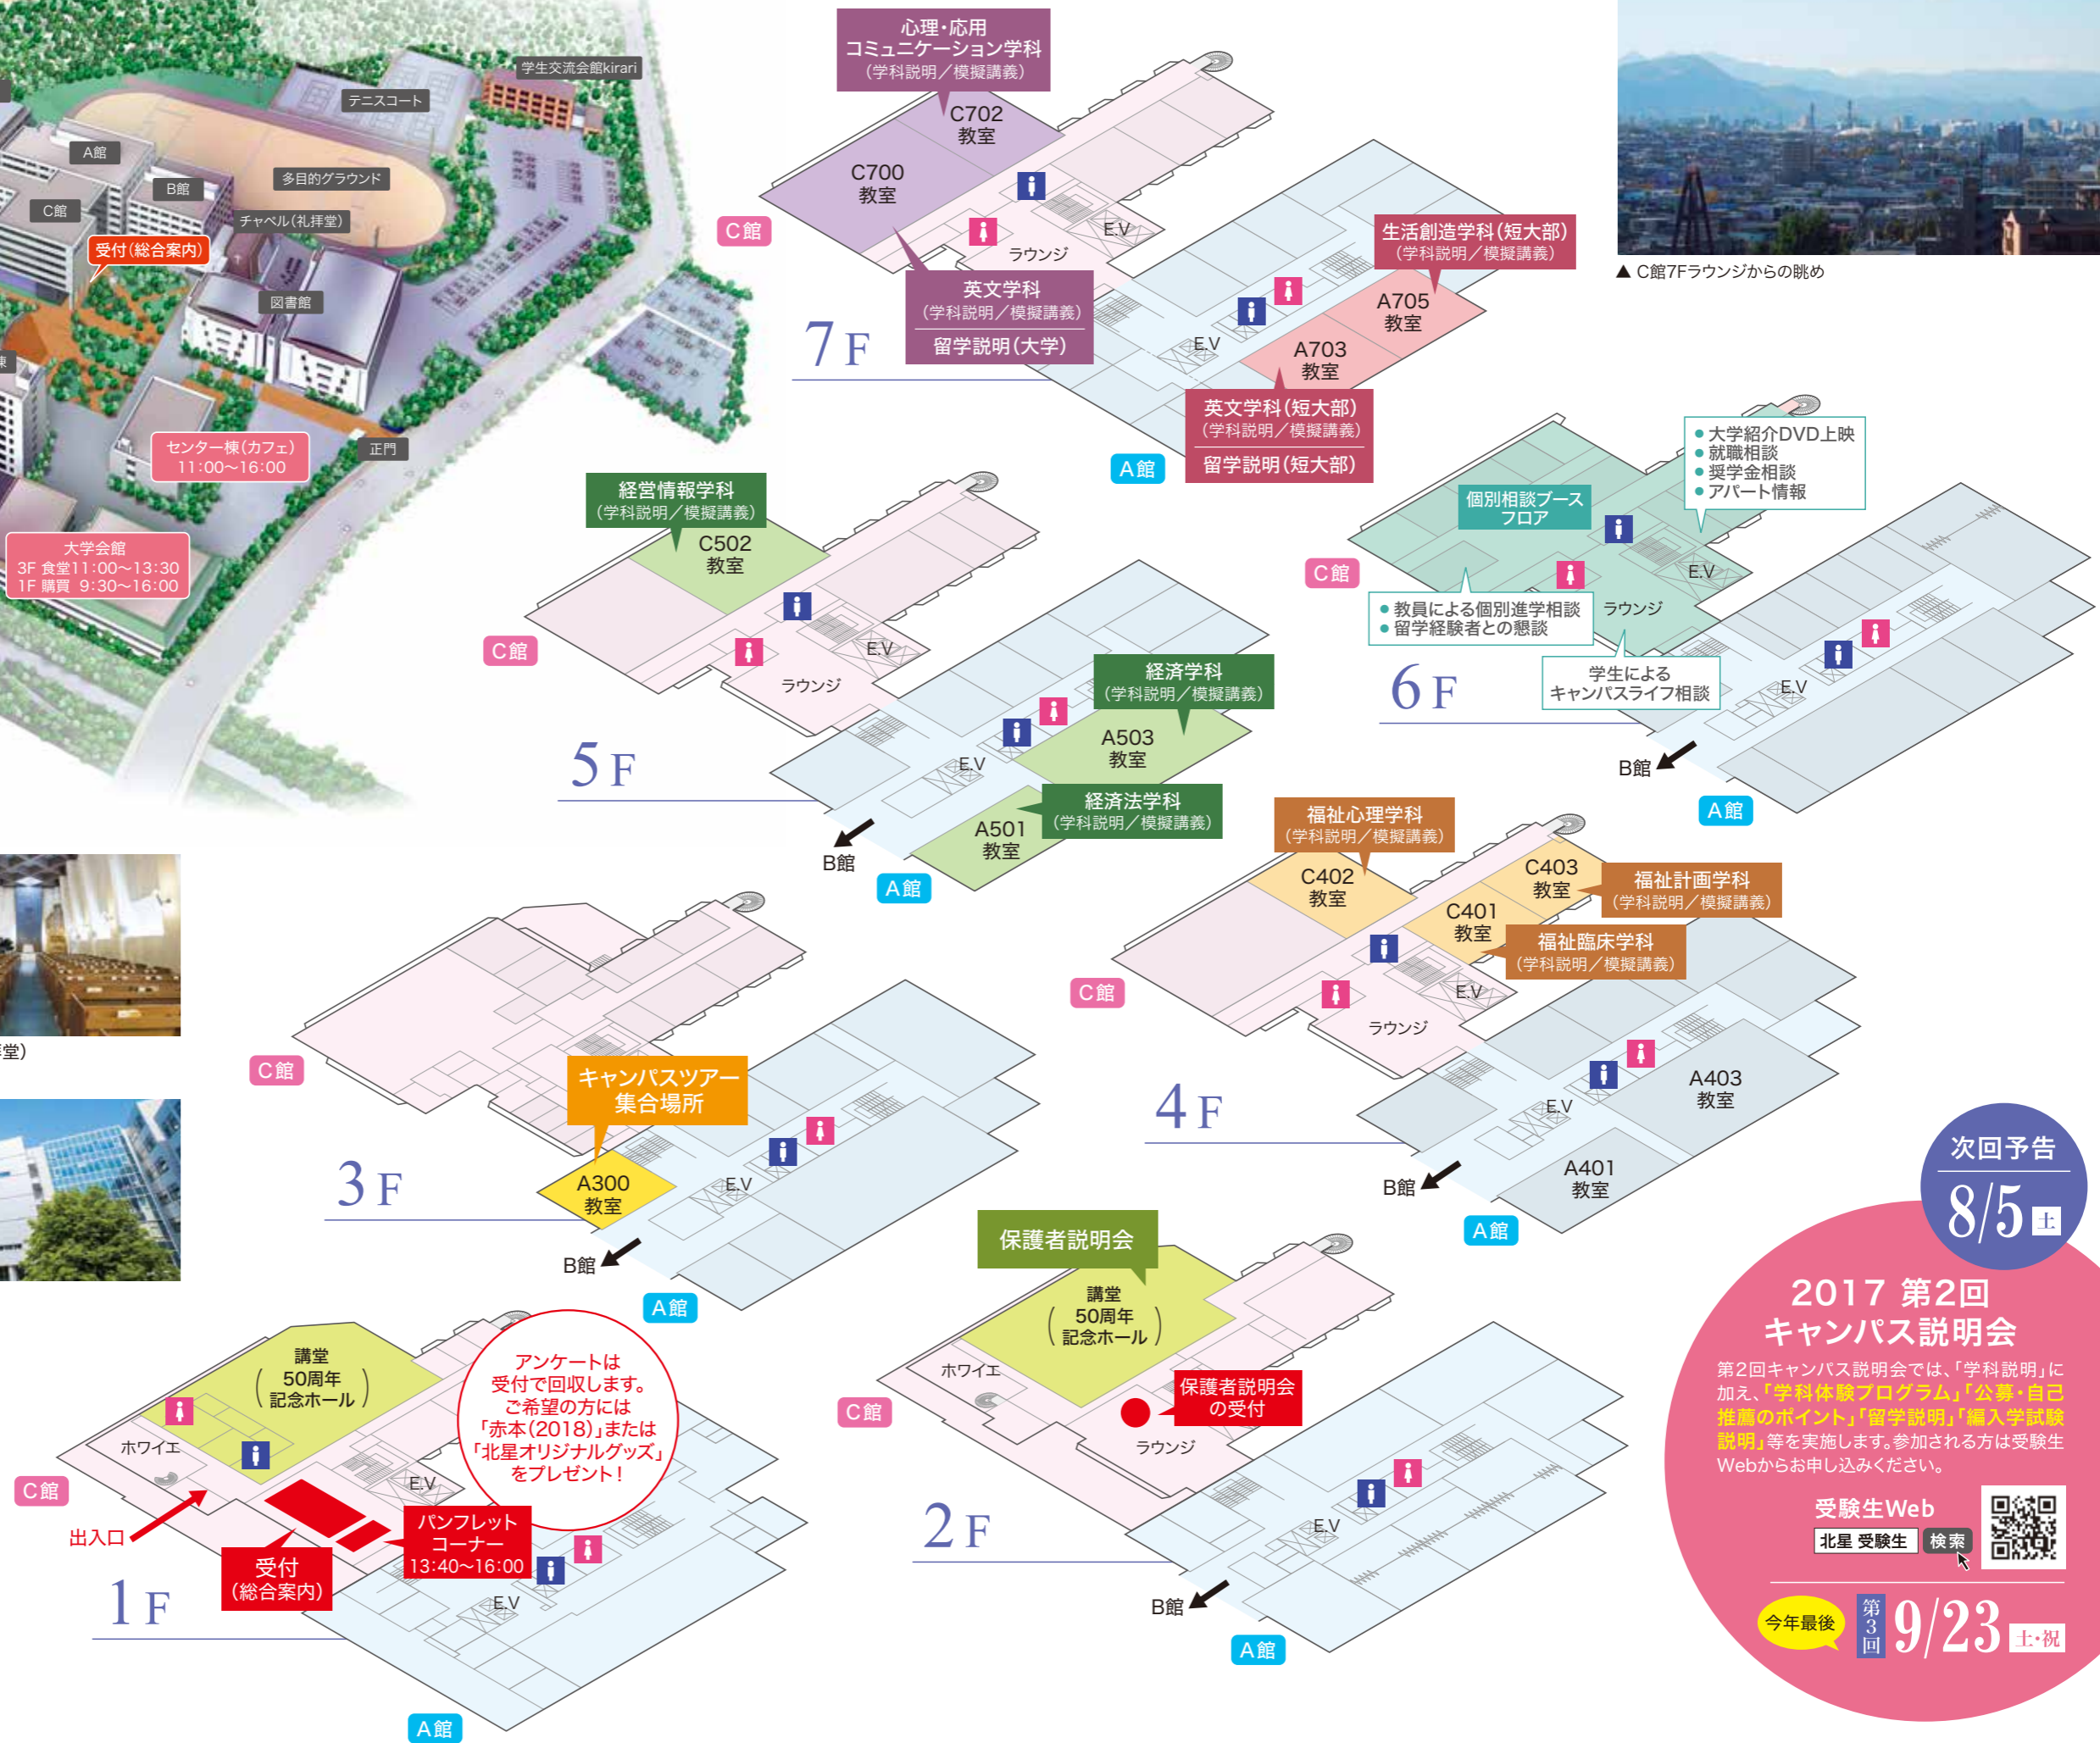 学生交流会館kirari
テニスコート
A館
多目的グラウンド
B館
C館
チャペル(礼拝堂)
受付(総合案内)
図書館
棟
センター棟(カフェ)
11:00〜16:00
正門
大学会館
3F 食堂11:00〜13:30
1F 購買 9:30〜16:00
心理・応用
コミュニケーション学科
(学科説明/模擬講義)
C702
教室
C700
教室
C館
E.V
ラウンジ
英文学科
(学科説明/模擬講義)
留学説明(大学)
7F
生活創造学科(短大部)
(学科説明/模擬講義)
A705
教室
E.V
A703
教室
英文学科(短大部)
(学科説明/模擬講義)
留学説明(短大部)
A館
▲ C館7Fラウンジからの眺め
● 大学紹介DVD上映
● 就職相談
● 奨学金相談
● アパート情報
個別相談ブース
フロア
C館
E.V
● 教員による個別進学相談
● 留学経験者との懇談
ラウンジ
学生による
キャンパスライフ相談
6F
E.V
B館
A館
経営情報学科
(学科説明/模擬講義)
C502
教室
C館
E.V
ラウンジ
5F
経済学科
(学科説明/模擬講義)
A503
教室
E.V
経済法学科
(学科説明/模擬講義)
A501
教室
B館
A館
福祉心理学科
(学科説明/模擬講義)
C402
教室
C403
教室
福祉計画学科
(学科説明/模擬講義)
C401
教室
福祉臨床学科
(学科説明/模擬講義)
C館
E.V
ラウンジ
4F
A403
教室
E.V
A401
教室
B館
A館
拝堂)
C館
キャンパスツアー
集合場所
3F
A300
教室
E.V
B館
A館
保護者説明会
講堂
(50周年
記念ホール)
ホワイエ
C館
保護者説明会
の受付
ラウンジ
2F
E.V
B館
A館
講堂
(50周年
記念ホール)
ホワイエ
C館
E.V
出入口
受付
(総合案内)
パンフレット
コーナー
13:40〜16:00
アンケートは
受付で回収します。
ご希望の方には
「赤本(2018)」または
「北星オリジナルグッズ」
をプレゼント!
1F
E.V
A館
次回予告
8/5 土
2017 第2回
キャンパス説明会
第2回キャンパス説明会では、「学科説明」に
加え、「学科体験プログラム」「公募・自己
推薦のポイント」「留学説明」「編入学試験
説明」等を実施します。参加される方は受験生
Webからお申し込みください。
受験生Web
北星 受験生 検索
今年最後
第3回
9/23 土・祝